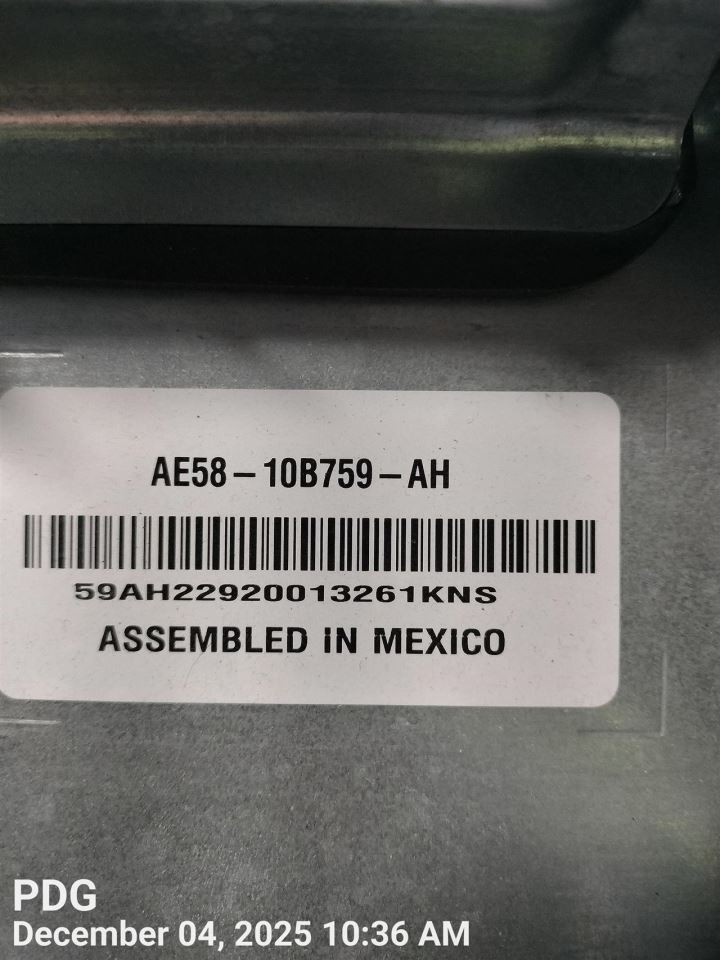 AE58-10B759-AH
59AH22920013261KNS
ASSEMBLED IN MEXICO
PDG
December 04, 2025 10:36 AM